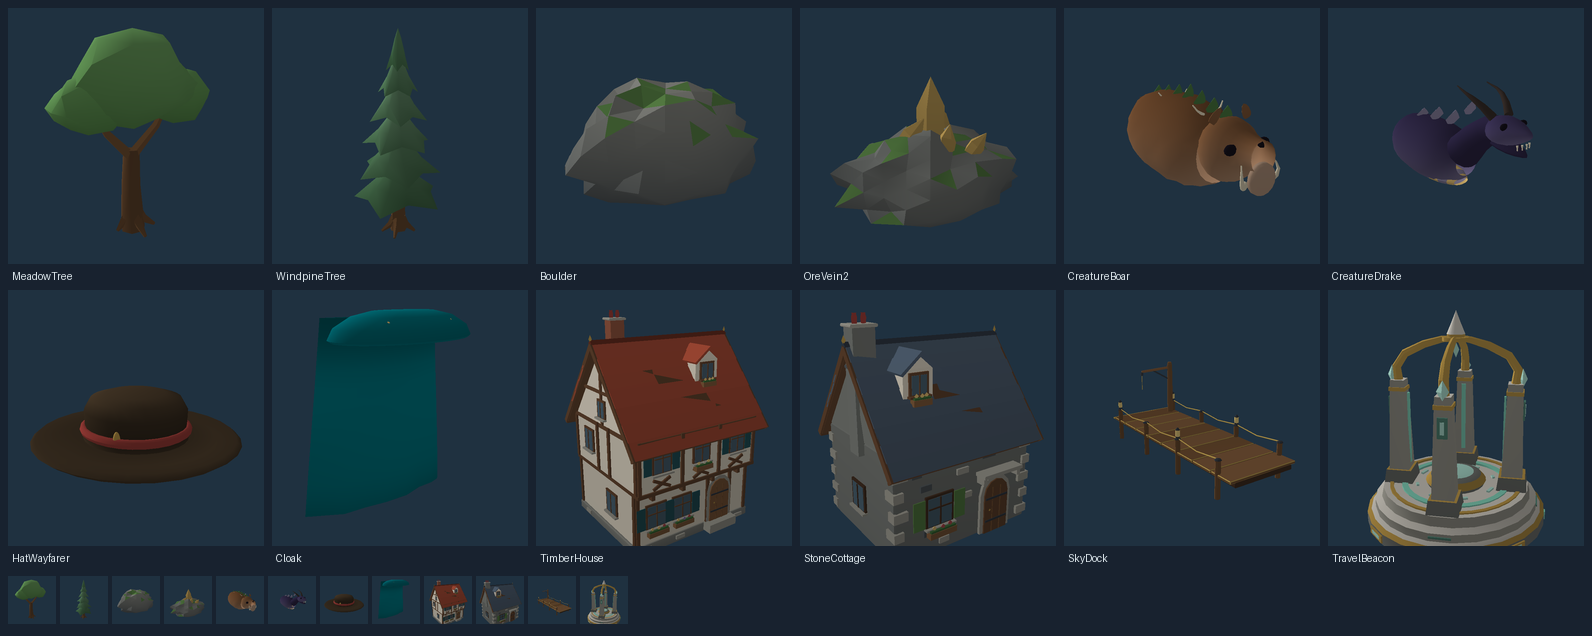 MeadowTree
WindpineTree
Boulder
OreVein2
CreatureBoar
CreatureDrake
HatWayfarer
Cloak
TimberHouse
StoneCottage
SkyDock
TravelBeacon